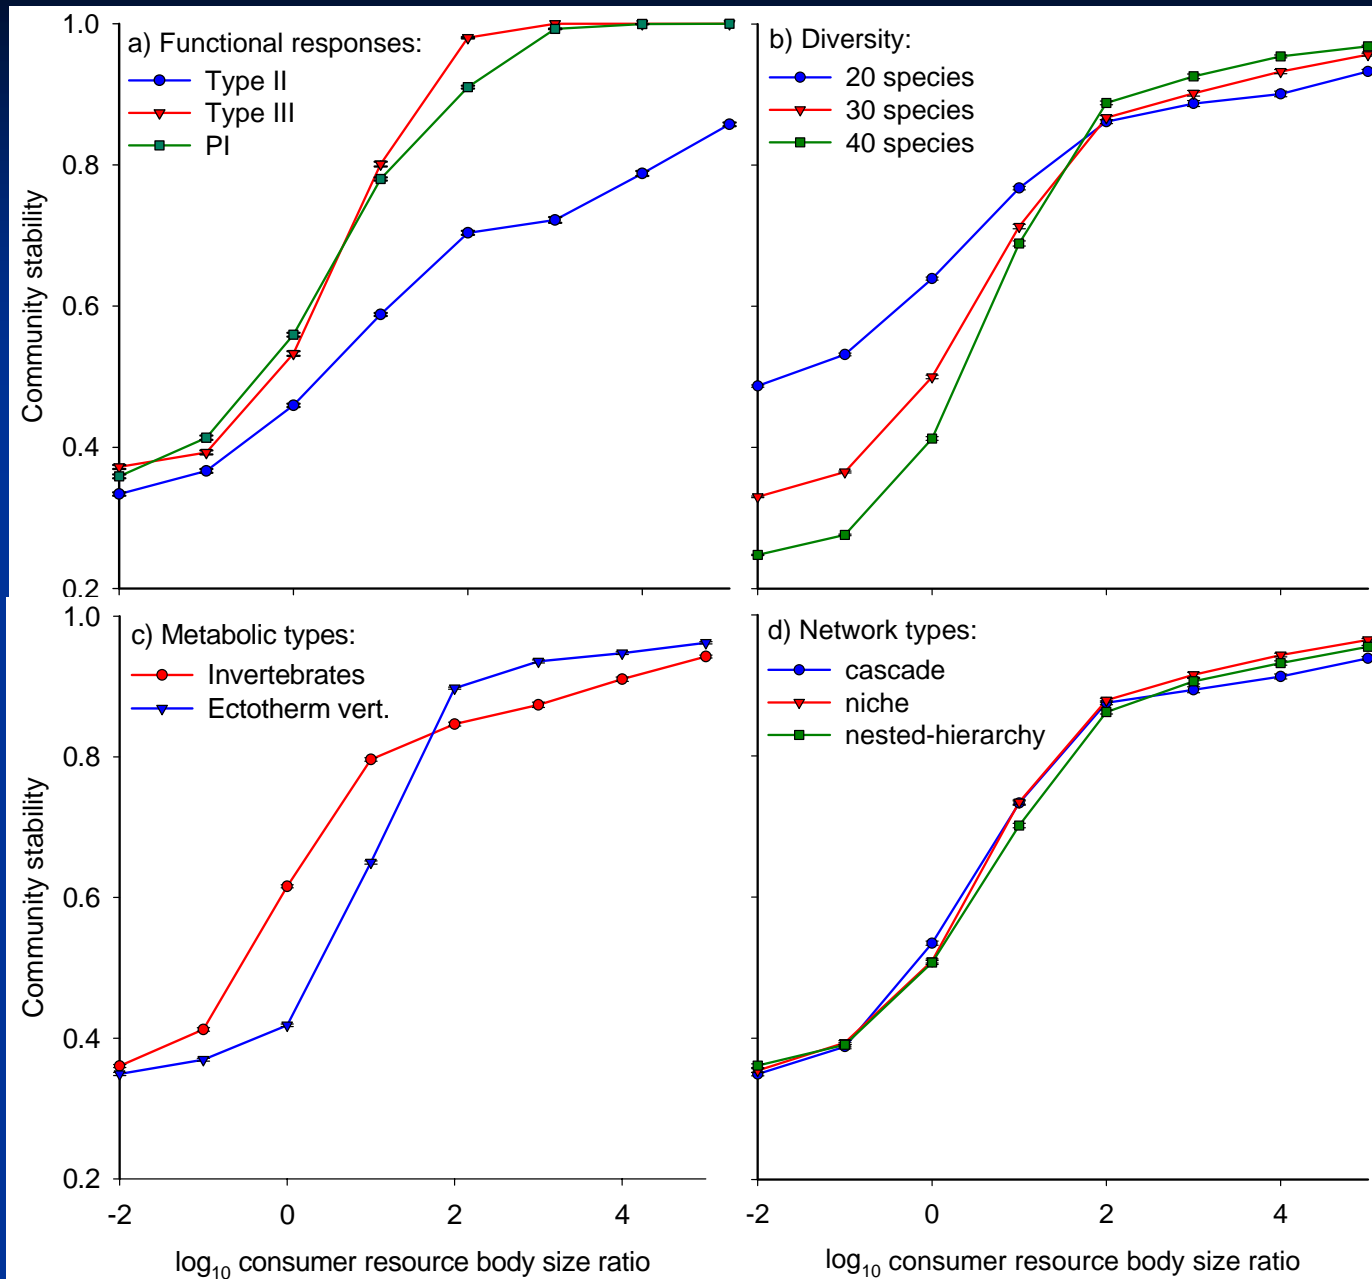 1.0
0.8
0.6
0.4
0.2
Community stability
a) Functional responses:
Type II
Type III
PI
b) Diversity:
20 species
30 species
40 species
1.0
0.8
0.6
0.4
0.2
Community stability
c) Metabolic types:
Invertebrates
Ectotherm vert.
-2 0 2 4
log10 consumer resource body size ratio
d) Network types:
cascade
niche
nested-hierarchy
-2 0 2 4
log10 consumer resource body size ratio